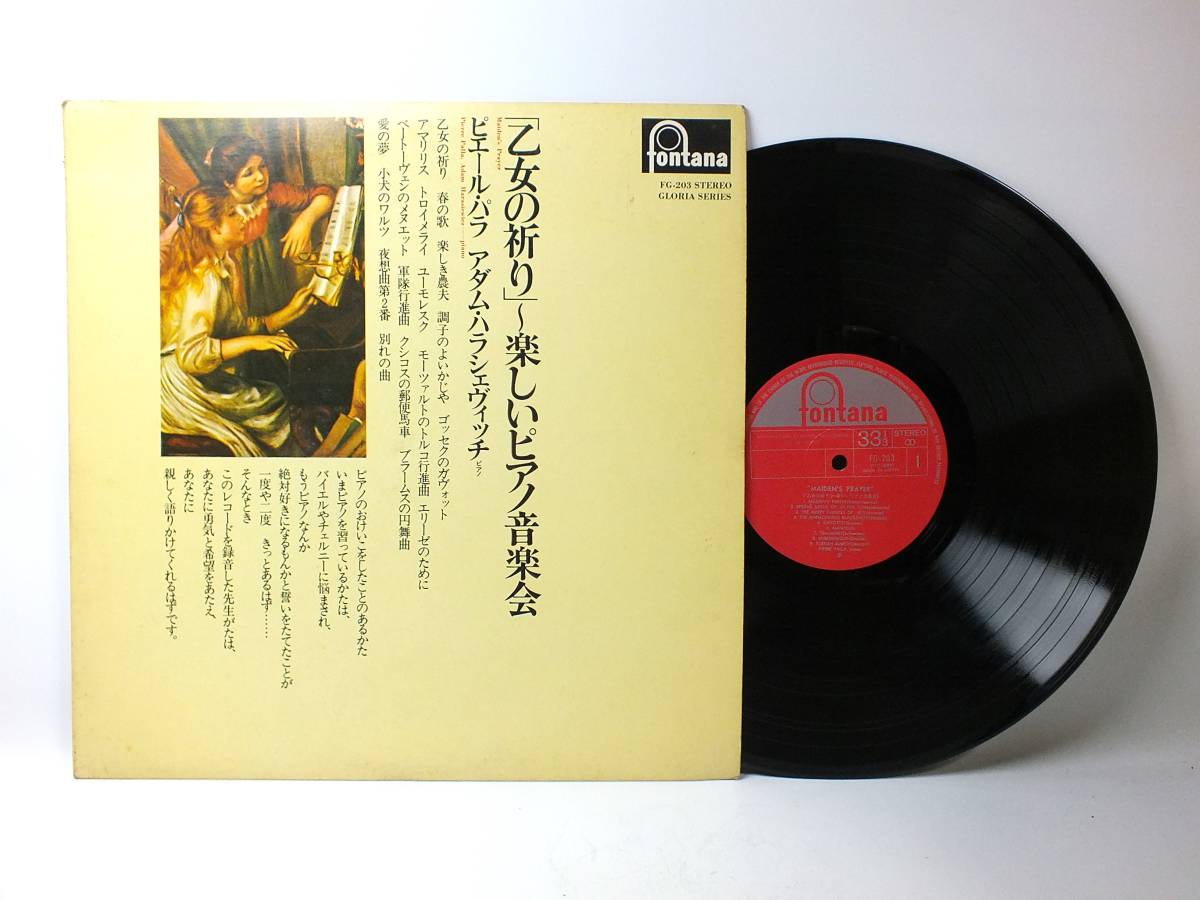 fontana
FG-203 STEREO
GLORIA SERIES
「乙女の祈り」〜楽しいピアノ音楽会
Maiden's Prayer
ピエール・パラ アダム・ハラシェヴィッチ ピアノ
Pierre Palla, Adam Harasiewicz——piano
乙女の祈り 春の歌 楽しき農夫 調子のよいかじや ゴッセクのガヴォット
アマリリス トロイメライ ユーモレスク モーツァルトのトルコ行進曲 エリーゼのために
ベートーヴェンのメヌエット 軍隊行進曲 クシコスの郵便馬車 ブラームスの円舞曲
愛の夢 小犬のワルツ 夜想曲第2番 別れの曲
ピアノのおけいこをしたことのあるかた
いまピアノを習っているかたは、
バイエルやチェルニーに悩まされ、
もうピアノなんか
絶対好きになるもんかと誓いをたてたことが
一度や二度 きっとあるはず……
そんなとき
このレコードを録音した先生がたは、
あなたに勇気と希望をあたえ、
あなたに
親しく語りかけてくれるはずです。
fontana
33 1/3
STEREO
FG-203
1
"MAIDEN'S PRAYER"